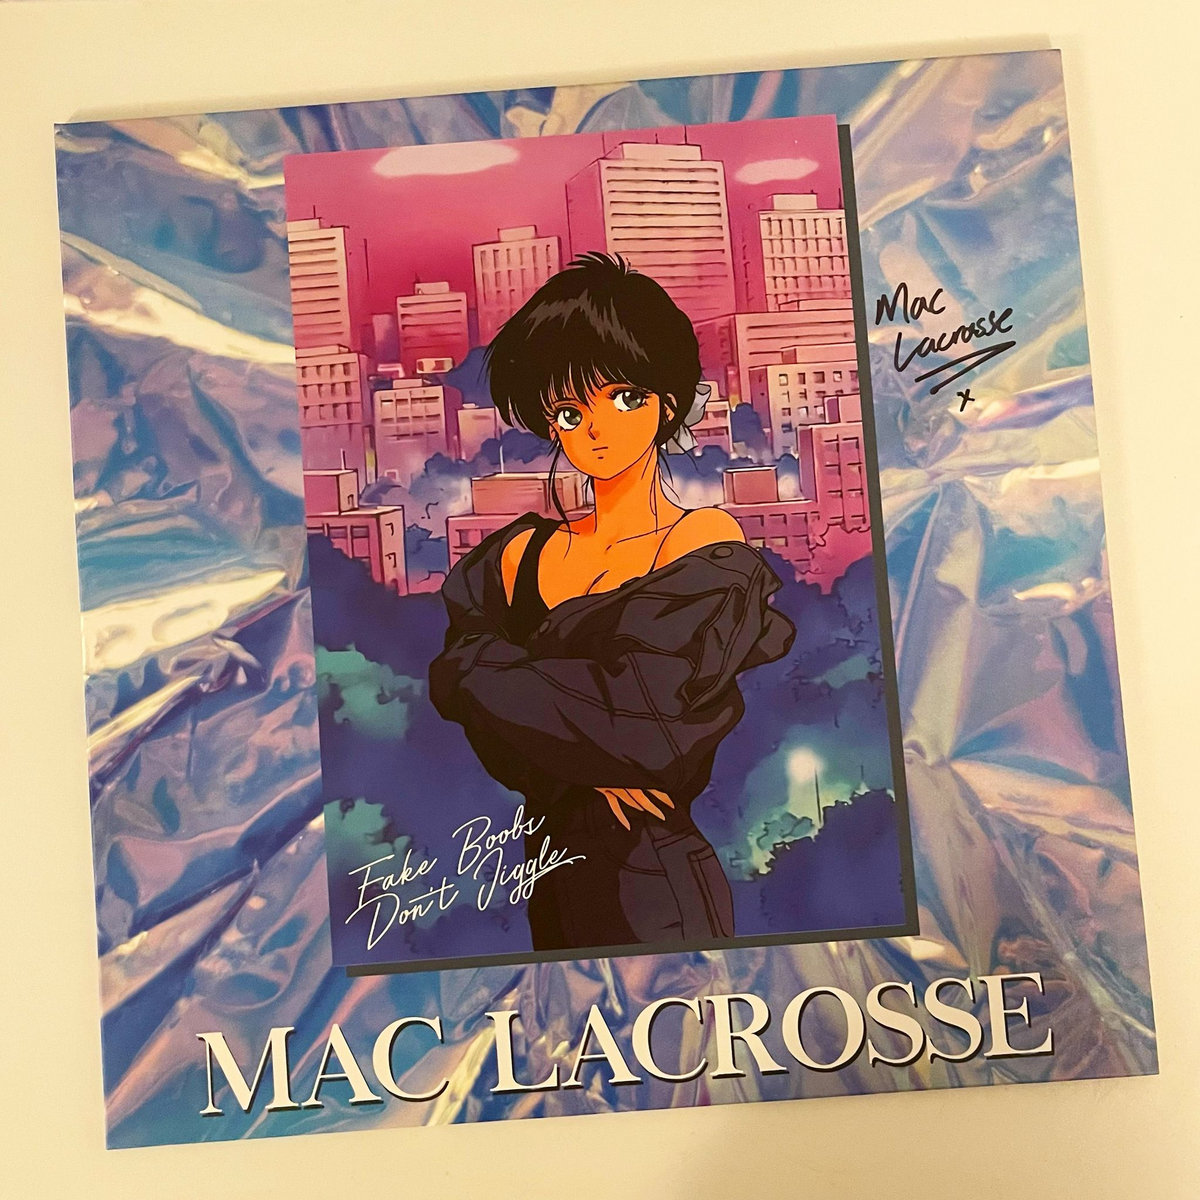 Mac
Lacrosse
x
Fake Boobs
Don't Jiggle
MAC LACROSSE